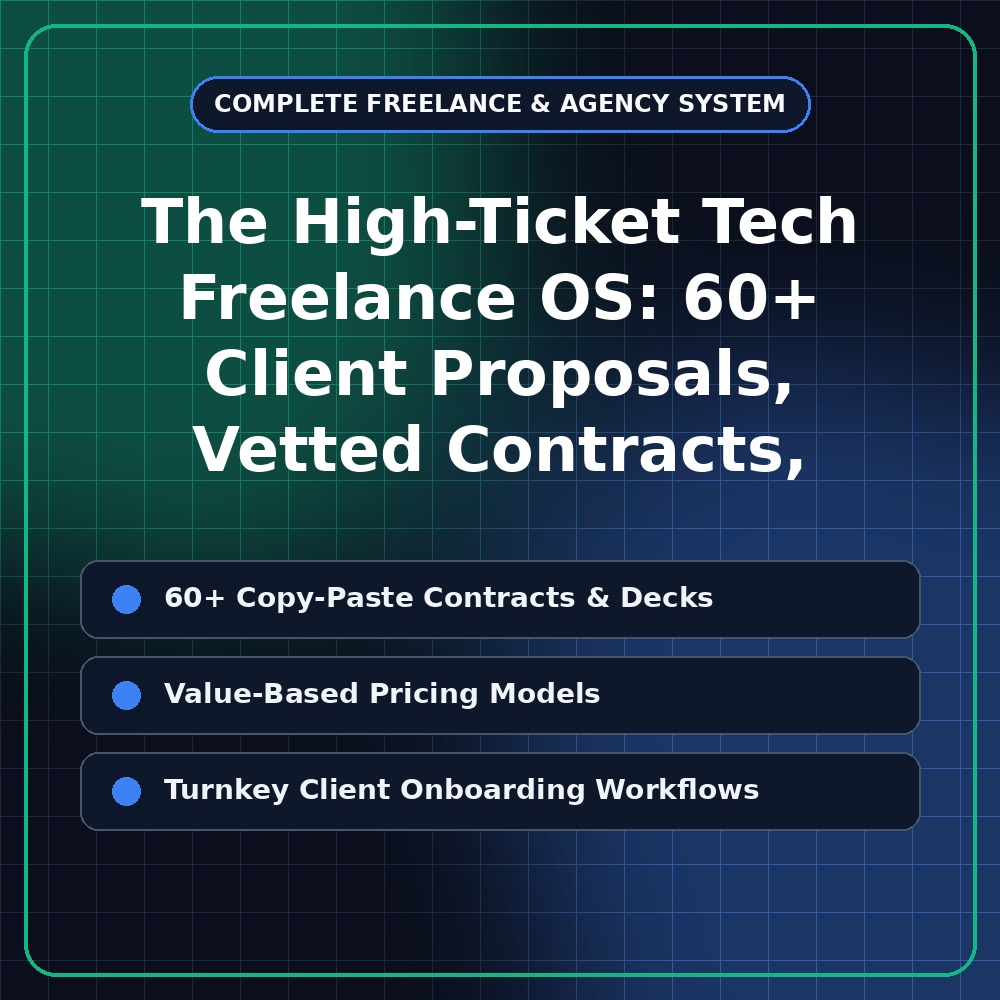 COMPLETE FREELANCE & AGENCY SYSTEM
The High-Ticket Tech
Freelance OS: 60+
Client Proposals,
Vetted Contracts,
60+ Copy-Paste Contracts & Decks
Value-Based Pricing Models
Turnkey Client Onboarding Workflows